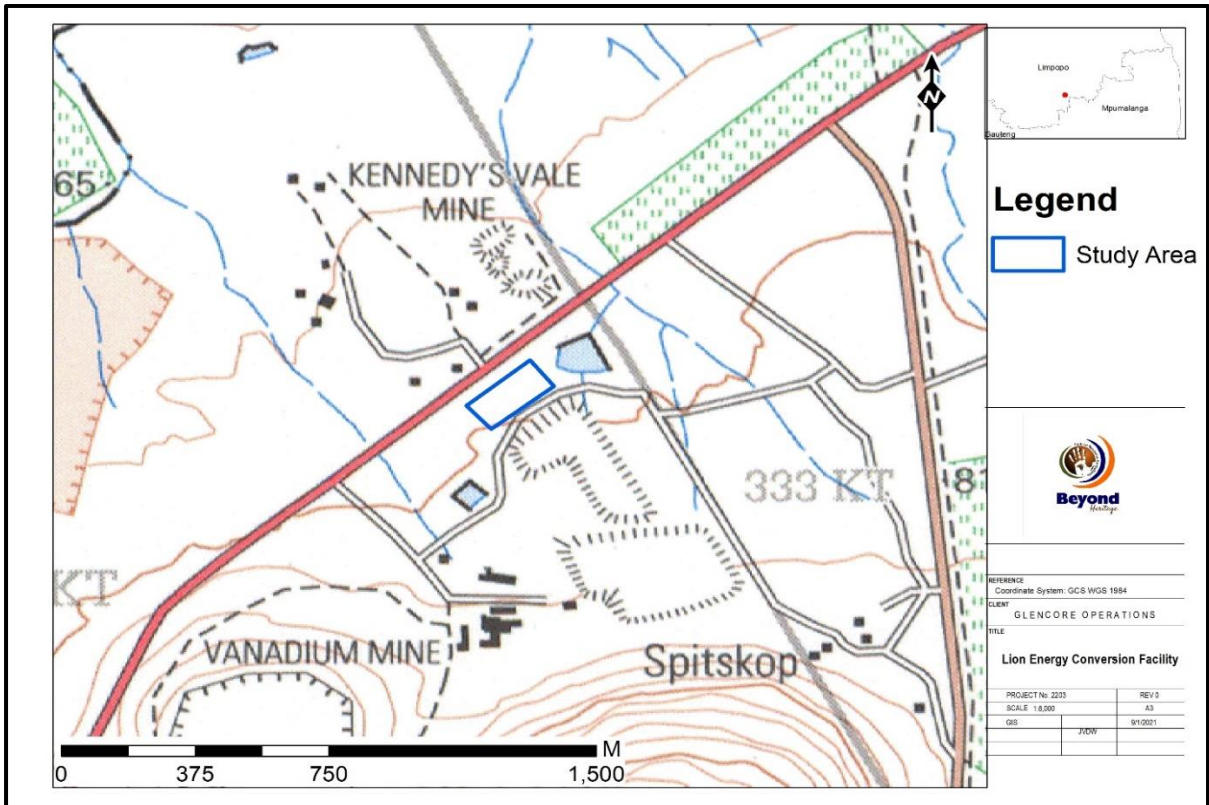 65
KENNEDY'S VALE
MINE
333 KT
81
KT
VANADIUM MINE
Spitskop
M
0 375 750 1,500
N
Limpopo
Mpumalanga
Gauteng
Legend
Study Area
Beyond
Heritage
REFERENCE
Coordinate System: GCS WGS 1984
CLIENT
GLENCORE OPERATIONS
TITLE
Lion Energy Conversion Facility
PROJECT No: 2203 REV 0
SCALE 1:8,000 A3
GIS 9/1/2021
JVDW